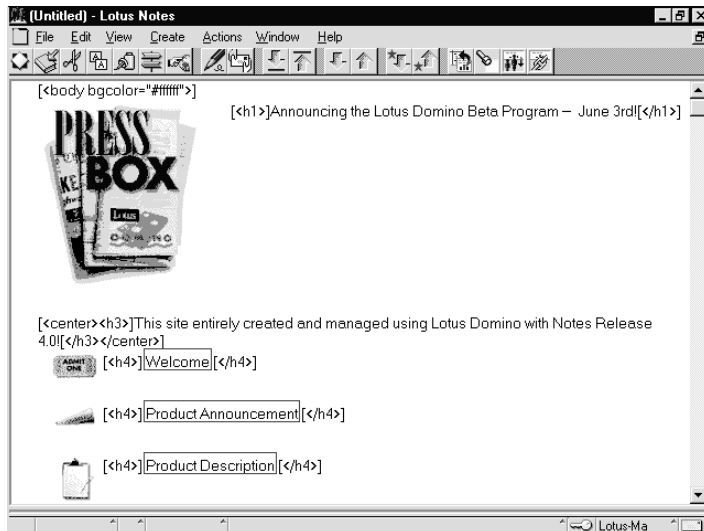 (Untitled) - Lotus Notes
File Edit View Create Actions Window Help
[<body bgcolor="#ffffff">]
[<h1>]Announcing the Lotus Domino Beta Program – June 3rd![</h1>]
PRESS
BOX
Lotus
[<center><h3>]This site entirely created and managed using Lotus Domino with Notes Release
4.0![</h3></center>]
ADMIT
ONE
[<h4>]Welcome[</h4>]
[<h4>]Product Announcement[</h4>]
[<h4>]Product Description[</h4>]
Lotus-Ma